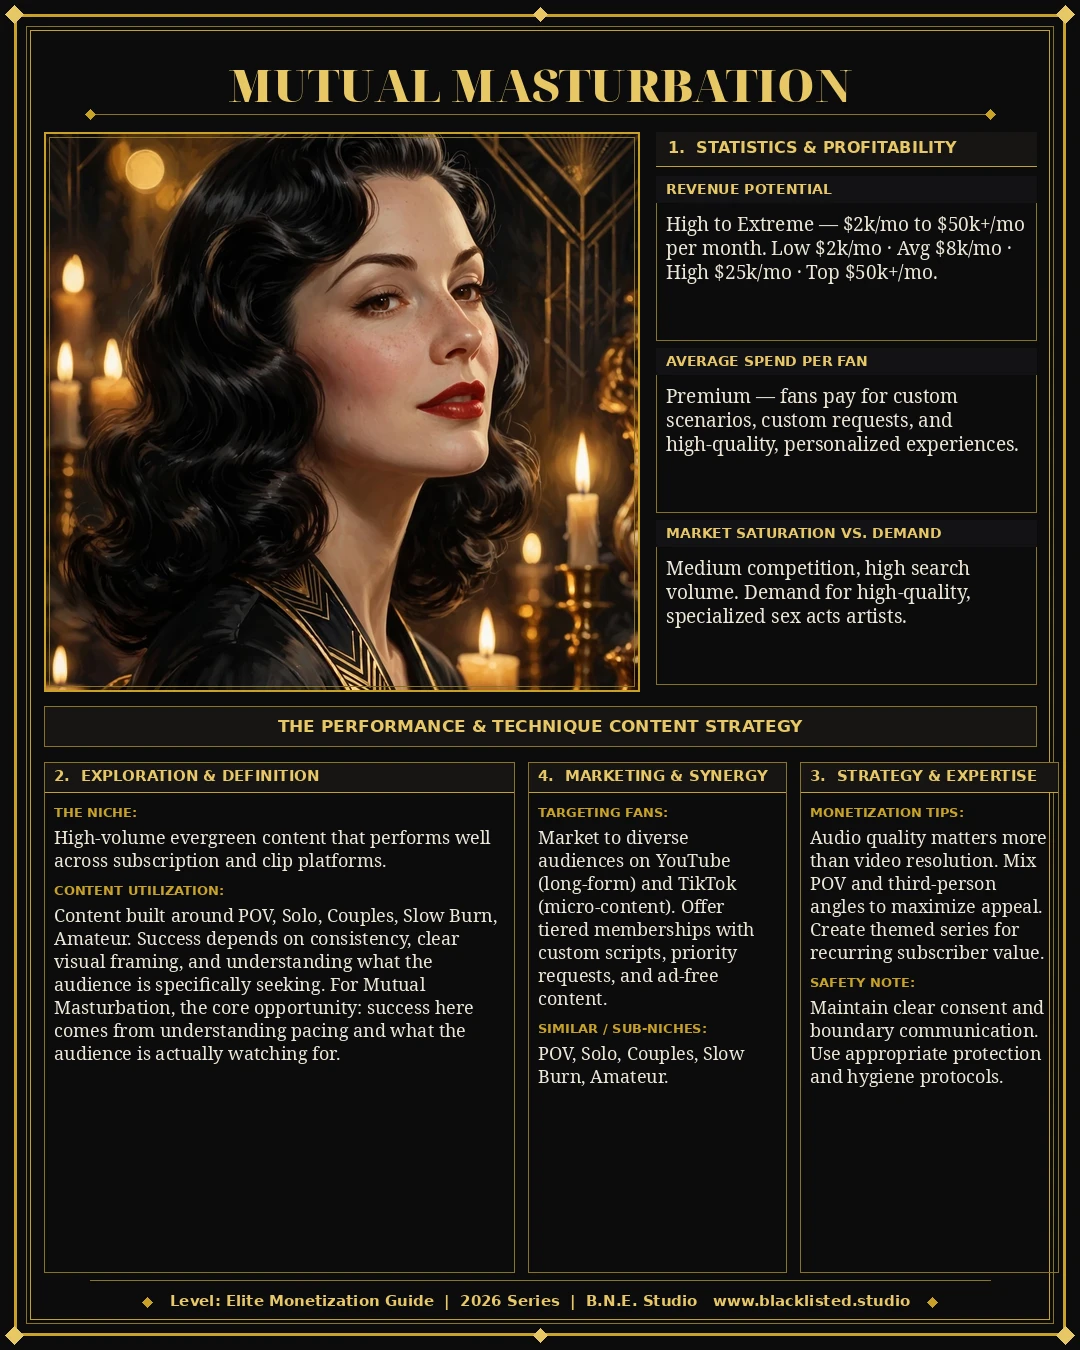 MUTUAL MASTURBATION
1. STATISTICS & PROFITABILITY
REVENUE POTENTIAL
High to Extreme — $2k/mo to $50k+/mo
per month. Low $2k/mo · Avg $8k/mo ·
High $25k/mo · Top $50k+/mo.
AVERAGE SPEND PER FAN
Premium — fans pay for custom
scenarios, custom requests, and
high-quality, personalized experiences.
MARKET SATURATION VS. DEMAND
Medium competition, high search
volume. Demand for high-quality,
specialized sex acts artists.
THE PERFORMANCE & TECHNIQUE CONTENT STRATEGY
2. EXPLORATION & DEFINITION
THE NICHE:
High-volume evergreen content that performs well
across subscription and clip platforms.
CONTENT UTILIZATION:
Content built around POV, Solo, Couples, Slow Burn,
Amateur. Success depends on consistency, clear
visual framing, and understanding what the
audience is specifically seeking. For Mutual
Masturbation, the core opportunity: success here
comes from understanding pacing and what the
audience is actually watching for.
4. MARKETING & SYNERGY
TARGETING FANS:
Market to diverse
audiences on YouTube
(long-form) and TikTok
(micro-content). Offer
tiered memberships with
custom scripts, priority
requests, and ad-free
content.
SIMILAR / SUB-NICHES:
POV, Solo, Couples, Slow
Burn, Amateur.
3. STRATEGY & EXPERTISE
MONETIZATION TIPS:
Audio quality matters more
than video resolution. Mix
POV and third-person
angles to maximize appeal.
Create themed series for
recurring subscriber value.
SAFETY NOTE:
Maintain clear consent and
boundary communication.
Use appropriate protection
and hygiene protocols.
Level: Elite Monetization Guide | 2026 Series | B.N.E. Studio www.blacklisted.studio